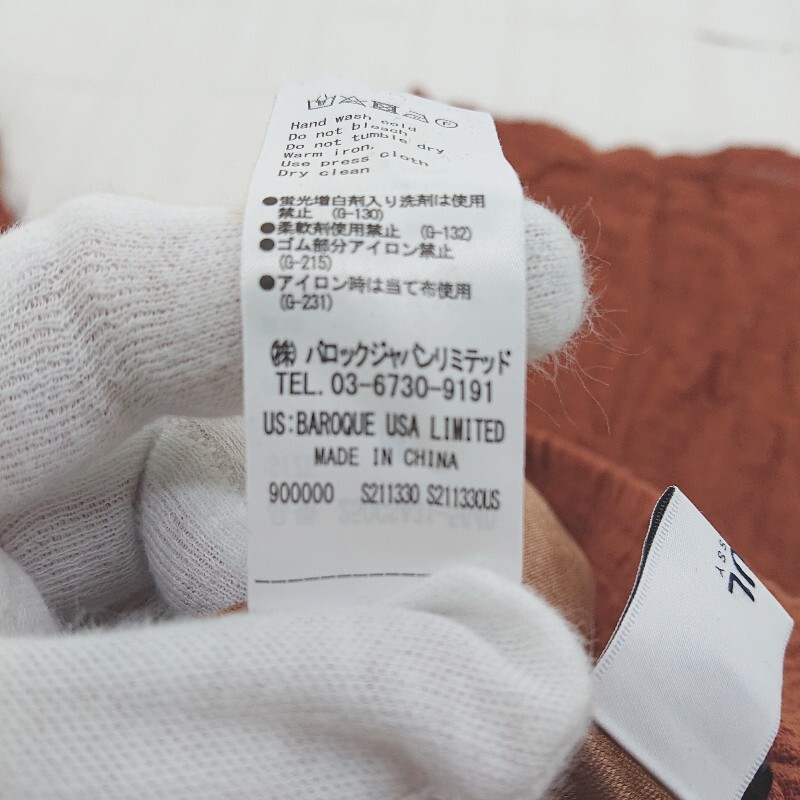 Hand wash cold
Do not bleach
Do not tumble dry
Warm iron.
Use press cloth
Dry clean
●蛍光増白剤入り洗剤は使用
禁止 (G-130)
●柔軟剤使用禁止 (G-132)
●ゴム部分アイロン禁止
(G-215)
●アイロン時は当て布使用
(G-231)
(株) バロックジャパンリミテッド
TEL. 03-6730-9191
US:BAROQUE USA LIMITED
MADE IN CHINA
900000 S211330 S211330US
SSY